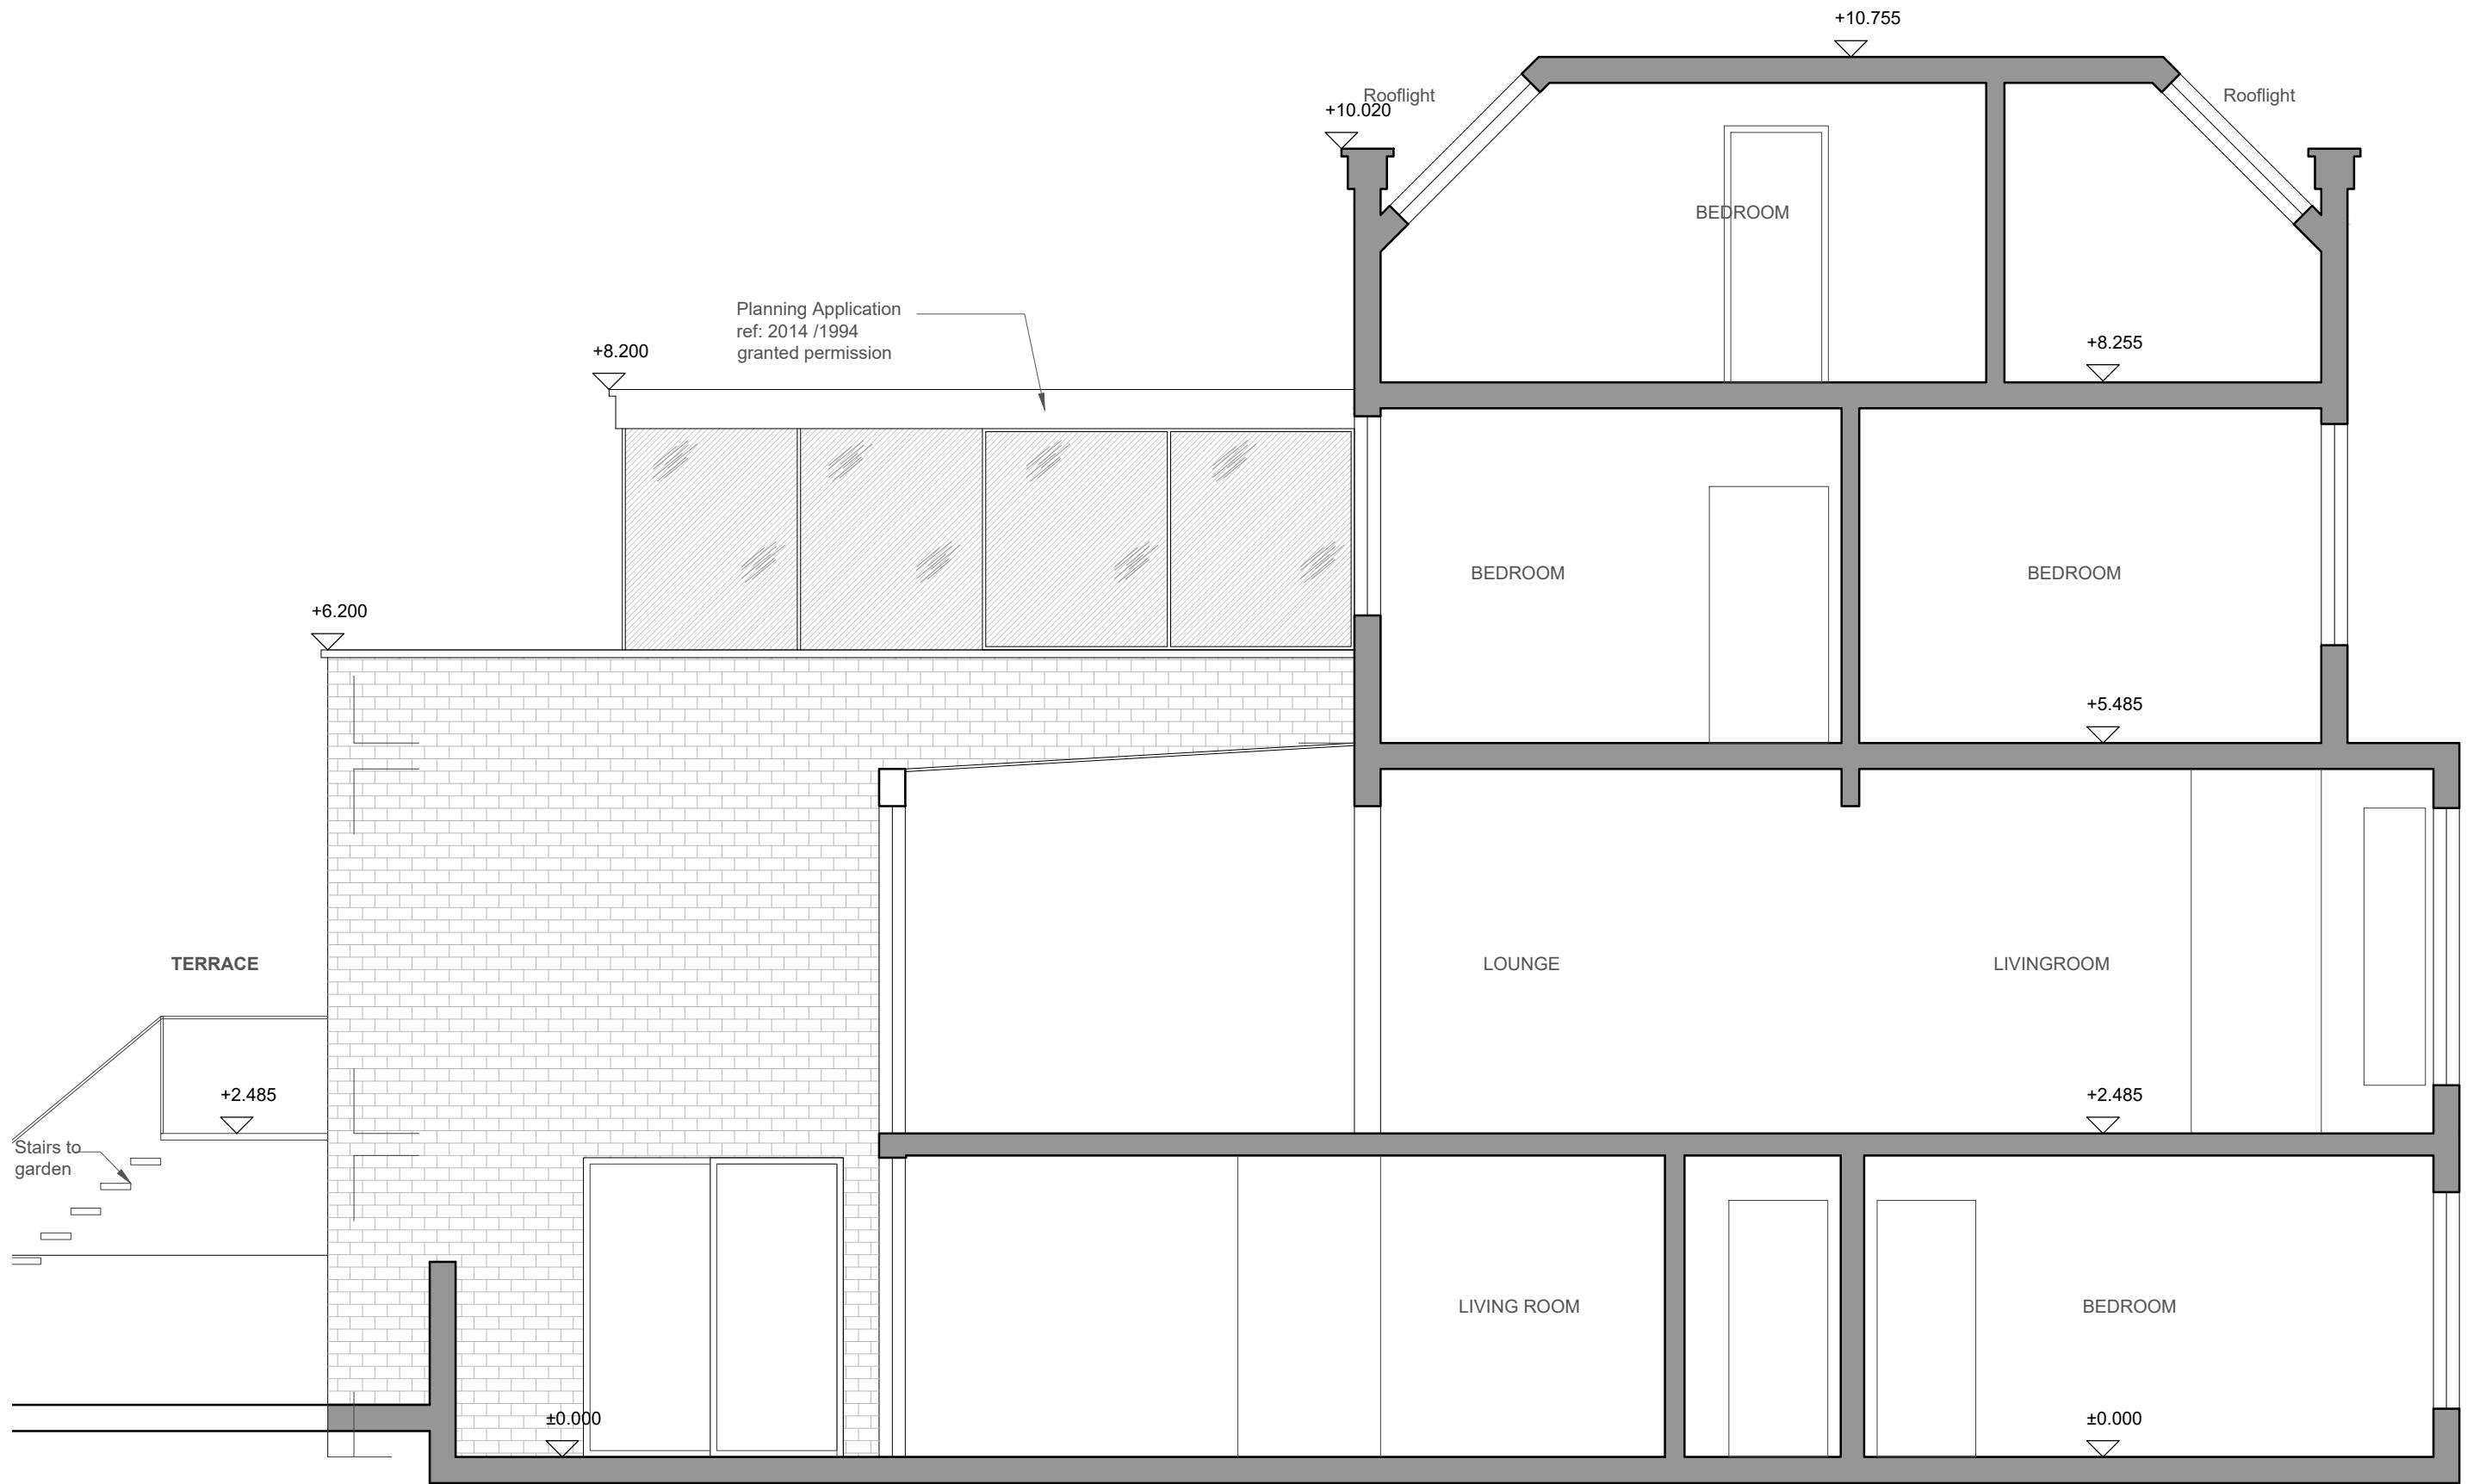 +10.755
Rooflight
Rooflight
+10.020
BEDROOM
Planning Application
ref: 2014 /1994
granted permission
+8.200
+8.255
BEDROOM
BEDROOM
+6.200
+5.485
TERRACE
LOUNGE
LIVINGROOM
+2.485
+2.485
Stairs to
garden
LIVING ROOM
BEDROOM
±0.000
±0.000